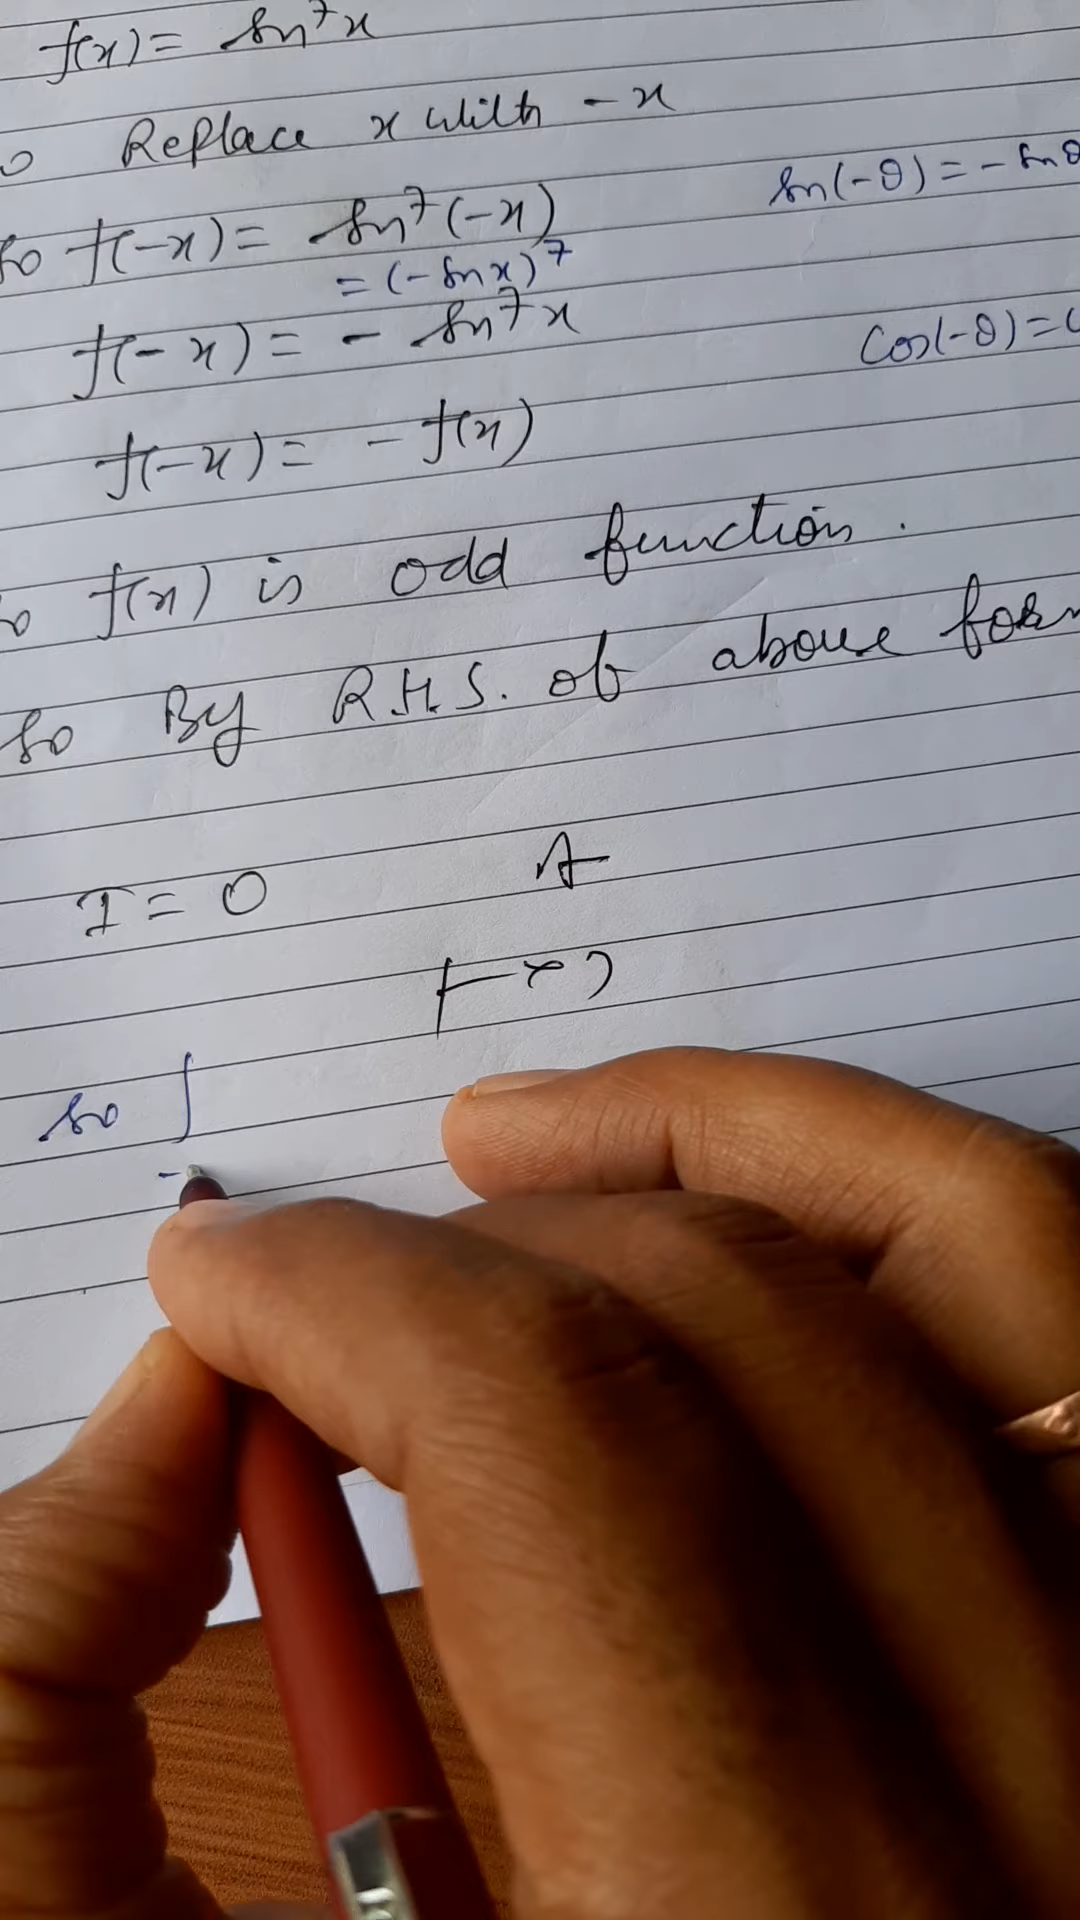 f(x) = sin⁷x
Replace x with - x
so f(-x) = sin⁷(-x)
sin(-θ) = - sinθ
= (- sin x)⁷
f(-x) = - sin⁷x
cos(-θ) =
f(-x) = - f(x)
f(x) is odd function.
so By R.H.S. of above
I = 0
so ∫
-